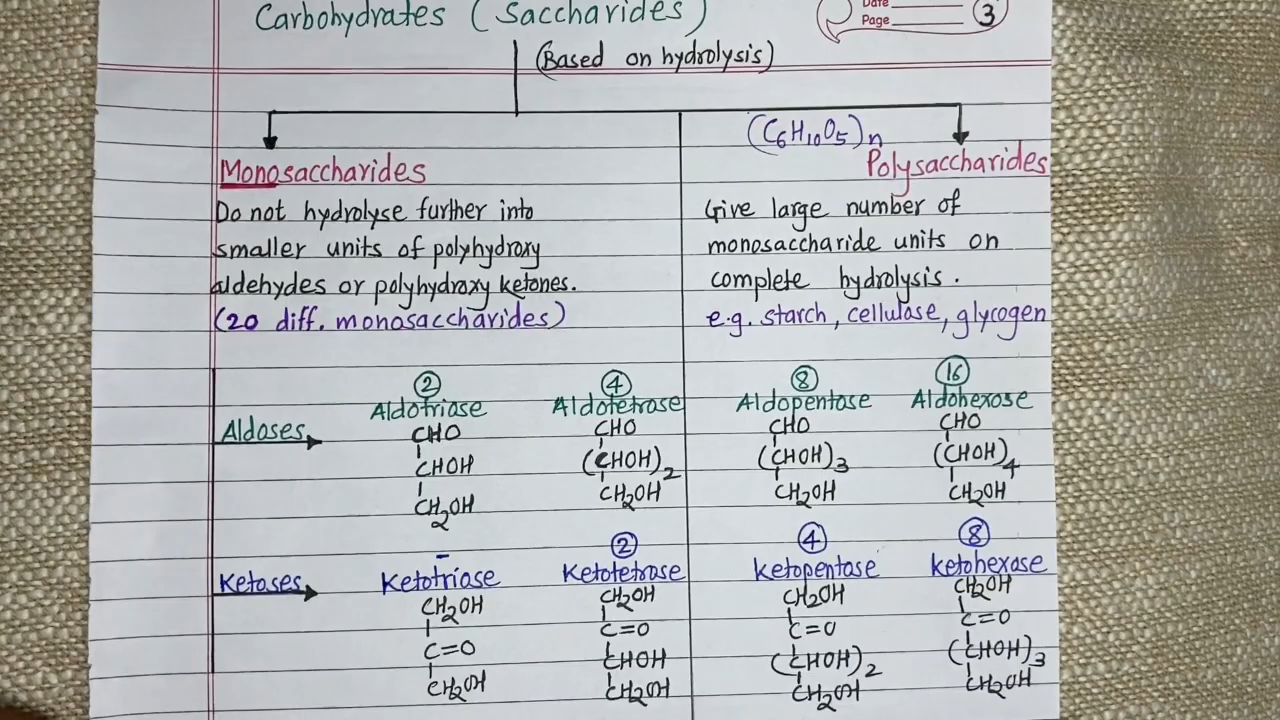 Carbohydrates (Saccharides)
Date
Page 3
(Based on hydrolysis)
(C6H10O5)n
Monosaccharides
Do not hydrolyse further into
smaller units of polyhydroxy
aldehydes or polyhydroxy ketones.
(20 diff. monosaccharides)
Polysaccharides
Give large number of
monosaccharide units on
complete hydrolysis.
e.g. starch, cellulase, glycogen
Aldoses
2
Aldotriase
CHO
CHOH
CH2OH
4
Aldotetrase
CHO
(CHOH)2
CH2OH
8
Aldopentase
CHO
(CHOH)3
CH2OH
16
Aldohexase
CHO
(CHOH)4
CH2OH
Ketoses
-
Ketotriase
CH2OH
C=O
CH2OH
2
Ketotetrase
CH2OH
C=O
CHOH
CH2OH
4
ketopentase
CH2OH
C=O
(CHOH)2
CH2OH
8
ketohexase
CH2OH
C=O
(CHOH)3
CH2OH